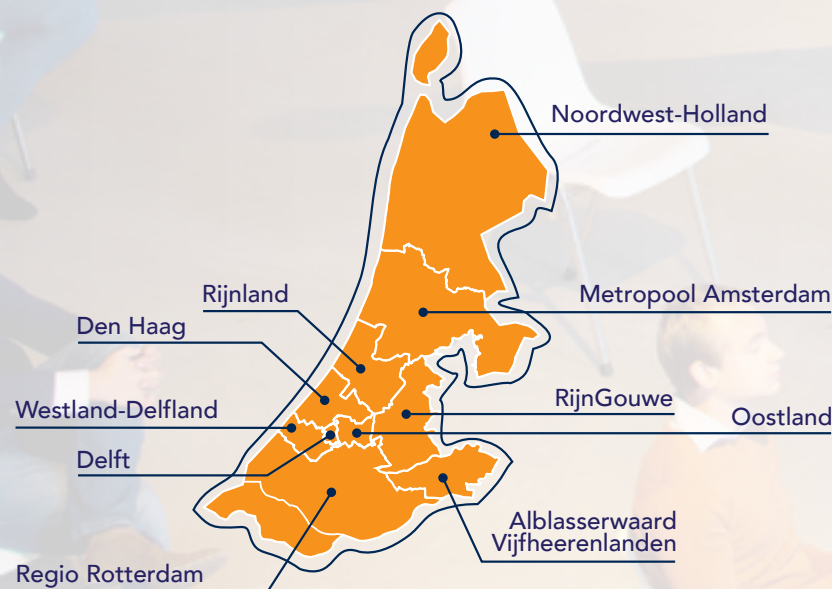 Noordwest-Holland
Rijnland
Metropool Amsterdam
Den Haag
RijnGouwe
Westland-Delfland
Oostland
Delft
Alblasserwaard
Vijfheerenlanden
Regio Rotterdam